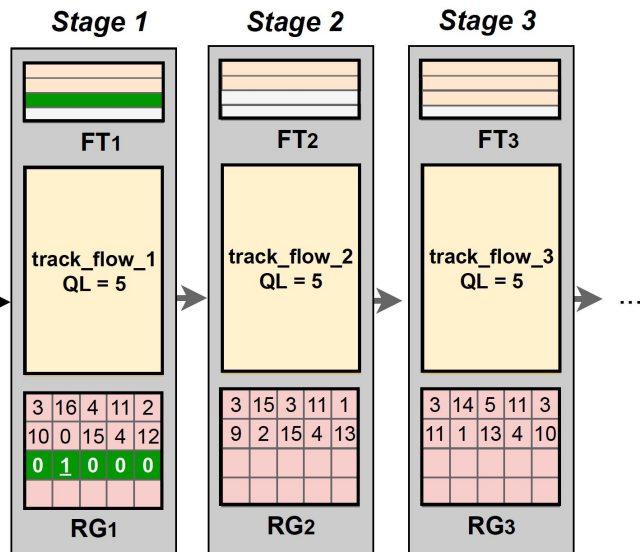 Stage 1 Stage 2 Stage 3
FT1 FT2 FT3
track_flow_1 track_flow_2 track_flow_3
QL = 5 QL = 5 QL = 5
...
3 16 4 11 2 3 15 3 11 1 3 14 5 11 3
10 0 15 4 12 9 2 15 4 13 11 1 13 4 10
0 1 0 0 0
RG1 RG2 RG3